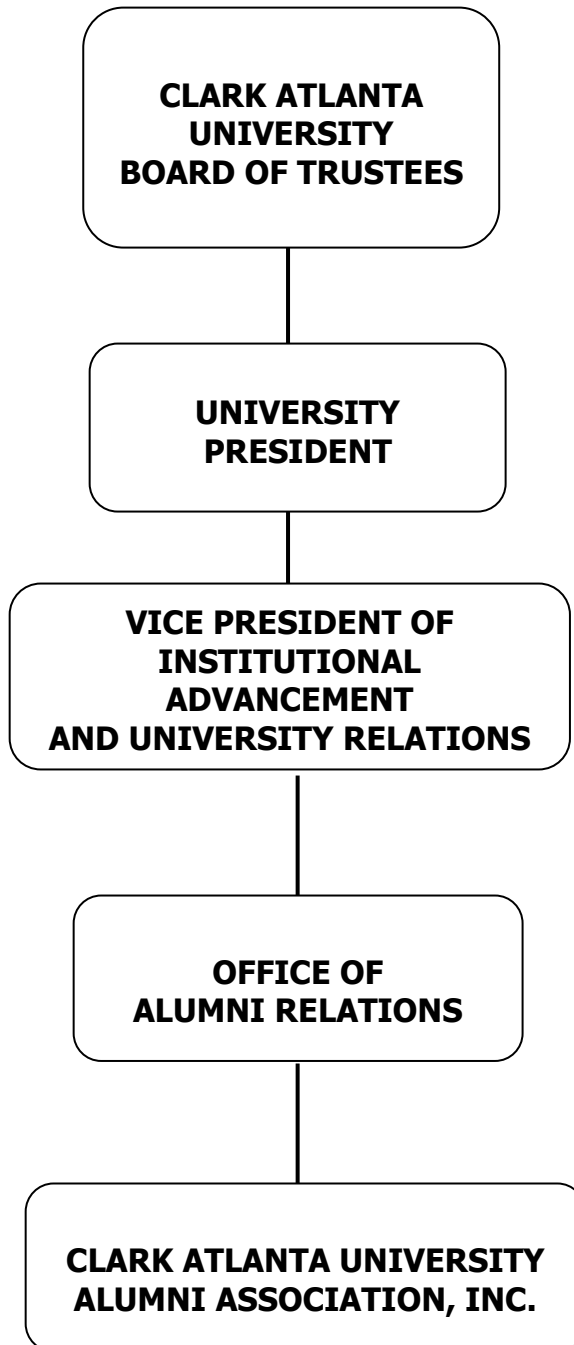 CLARK ATLANTA
UNIVERSITY
BOARD OF TRUSTEES
UNIVERSITY
PRESIDENT
VICE PRESIDENT OF
INSTITUTIONAL
ADVANCEMENT
AND UNIVERSITY RELATIONS
OFFICE OF
ALUMNI RELATIONS
CLARK ATLANTA UNIVERSITY
ALUMNI ASSOCIATION, INC.